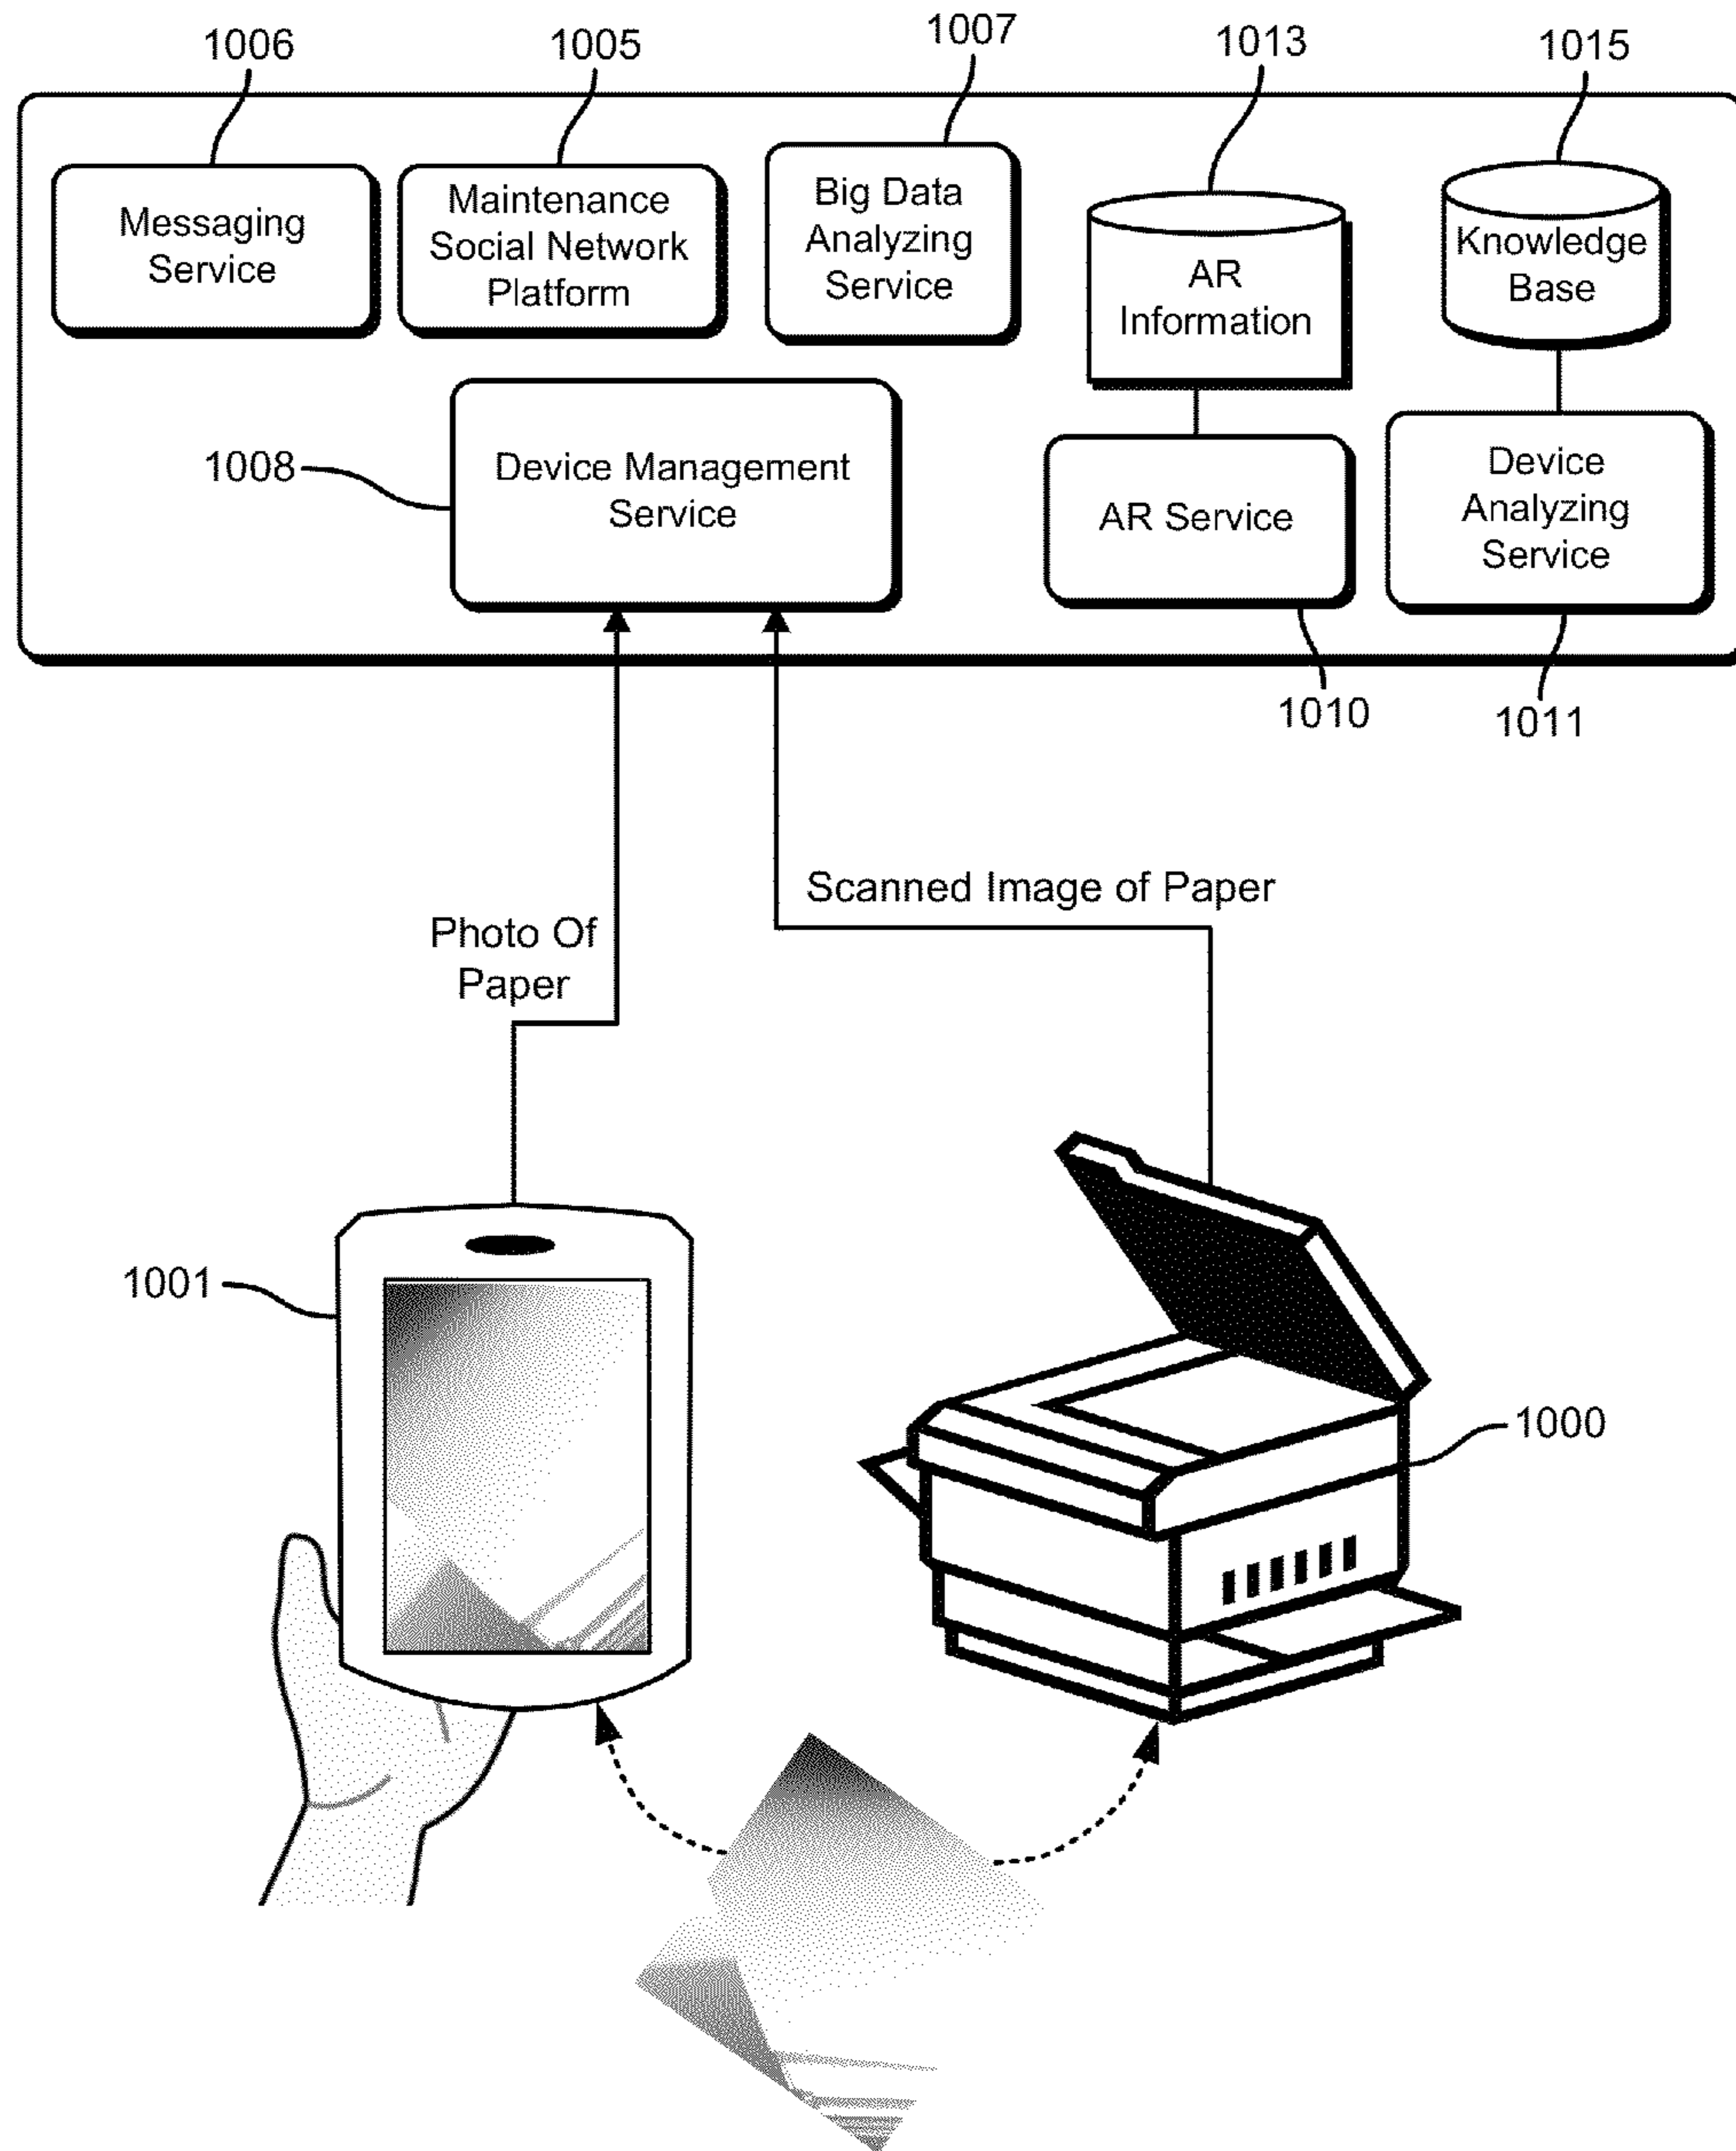 1006
1005
1007
1013
1015
Messaging
Service
Maintenance
Social Network
Platform
Big Data
Analyzing
Service
AR
Information
Knowledge
Base
1008
Device Management
Service
AR Service
Device
Analyzing
Service
1010
1011
Scanned Image of Paper
Photo Of
Paper
1001
1000